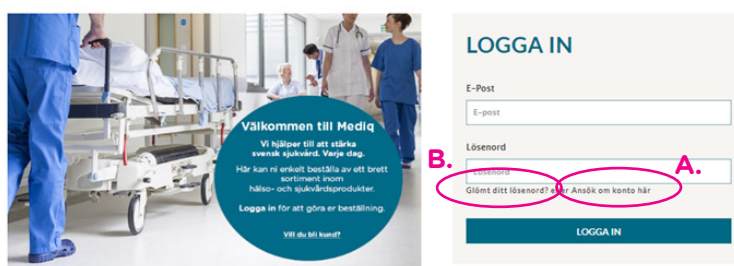 Välkommen till Mediq
Vi hjälper till att stärka
svensk sjukvård. Varje dag.
Här kan ni enkelt beställa av ett brett
sortiment inom
hälso- och sjukvårdsprodukter.
Logga in för att göra er beställning.
Vill du bli kund?
LOGGA IN
E-Post
E-post
Lösenord
B.
A.
Lösenord
Glömt ditt lösenord? eller Ansök om konto här
LOGGA IN